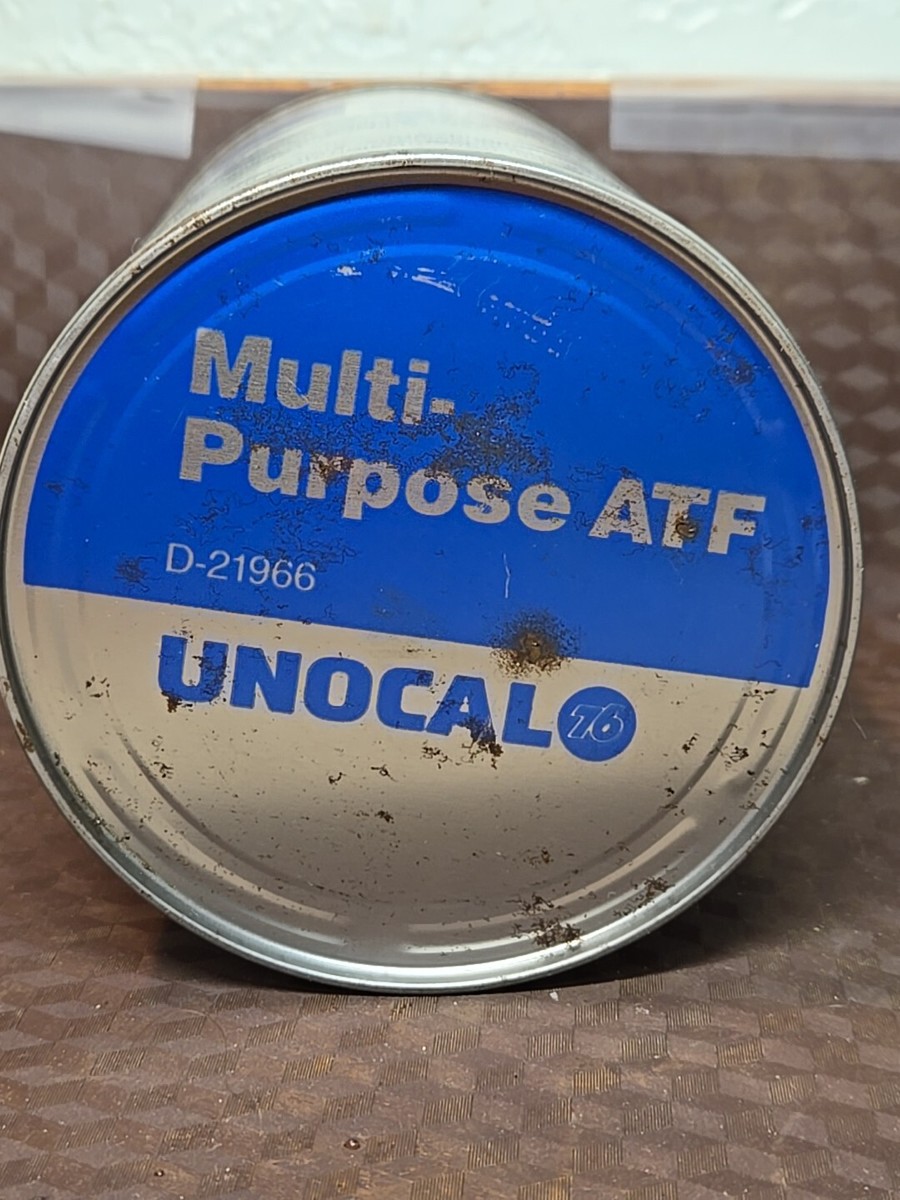 Multi-
Purpose ATF
D-21966
UNOCAL 76